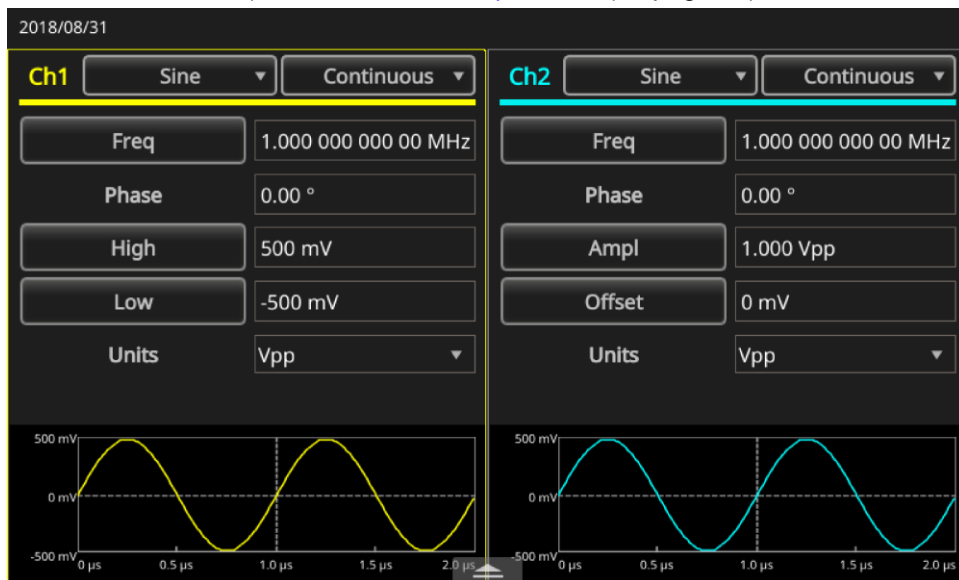 2018/08/31
Ch1 Sine Continuous
Freq 1.000 000 000 00 MHz
Phase 0.00 °
High 500 mV
Low -500 mV
Units Vpp
500 mV
0 mV
-500 mV
0 µs 0.5 µs 1.0 µs 1.5 µs 2.0 µs
Ch2 Sine Continuous
Freq 1.000 000 000 00 MHz
Phase 0.00 °
Ampl 1.000 Vpp
Offset 0 mV
Units Vpp
500 mV
0 mV
-500 mV
0 µs 0.5 µs 1.0 µs 1.5 µs 2.0 µs